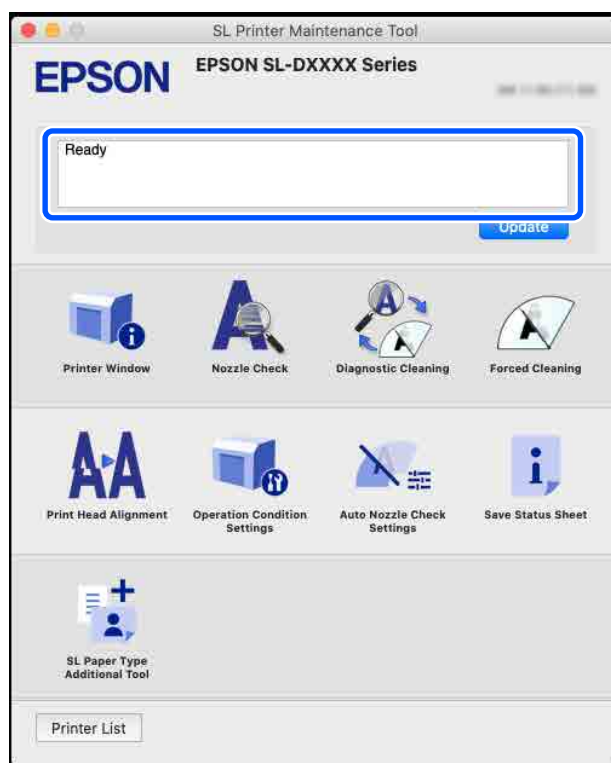 SL Printer Maintenance Tool
EPSON
EPSON SL-DXXXX Series
Ready
Update
Printer Window
Nozzle Check
Diagnostic Cleaning
Forced Cleaning
Print Head Alignment
Operation Condition
Settings
Auto Nozzle Check
Settings
Save Status Sheet
SL Paper Type
Additional Tool
Printer List